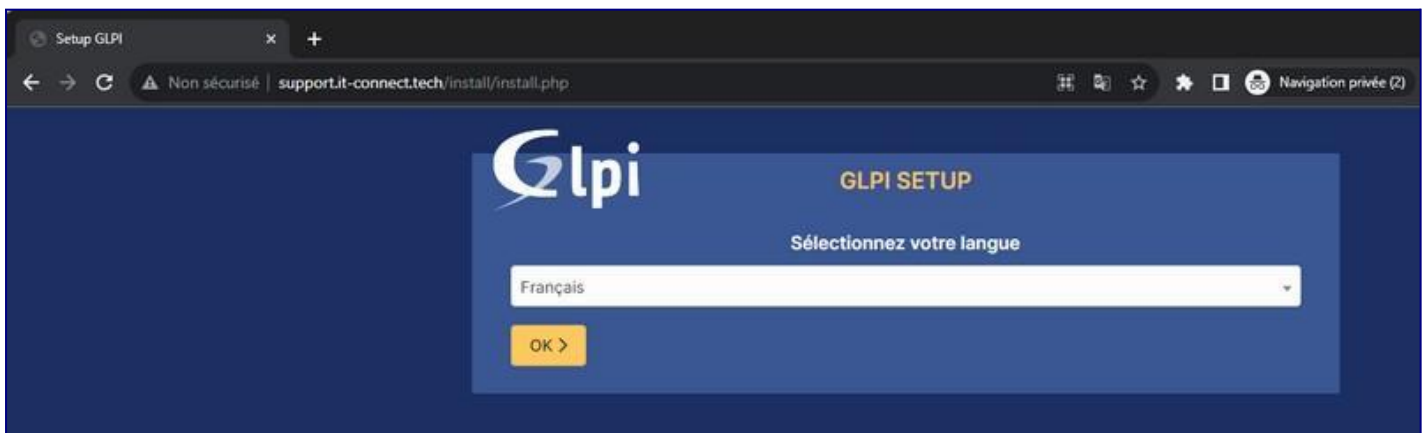 Setup GLPI
Non sécurisé | support.it-connect.tech/install/install.php
Navigation privée (2)
Glpi
GLPI SETUP
Sélectionnez votre langue
Français
OK